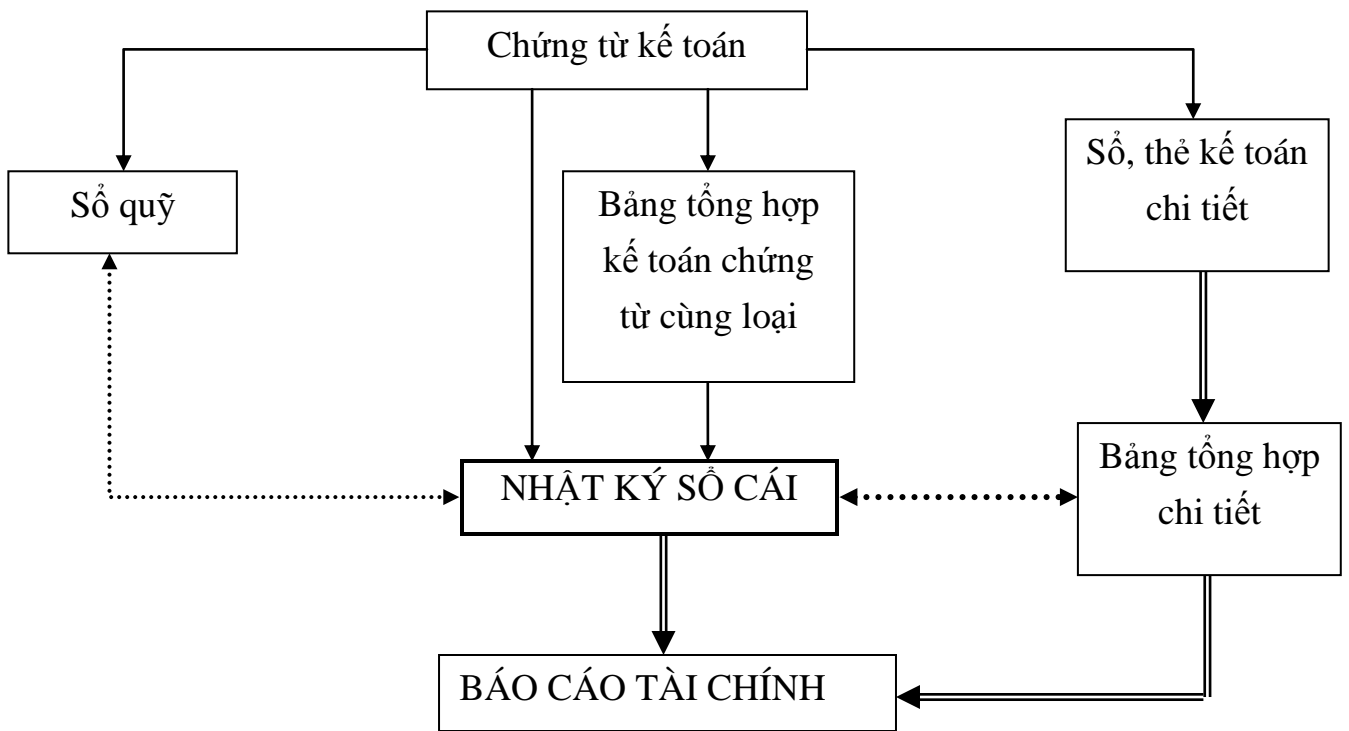 Chứng từ kế toán
Sổ quỹ
Bảng tổng hợp
kế toán chứng
từ cùng loại
Sổ, thẻ kế toán
chi tiết
NHẬT KÝ SỔ CÁI
Bảng tổng hợp
chi tiết
BÁO CÁO TÀI CHÍNH